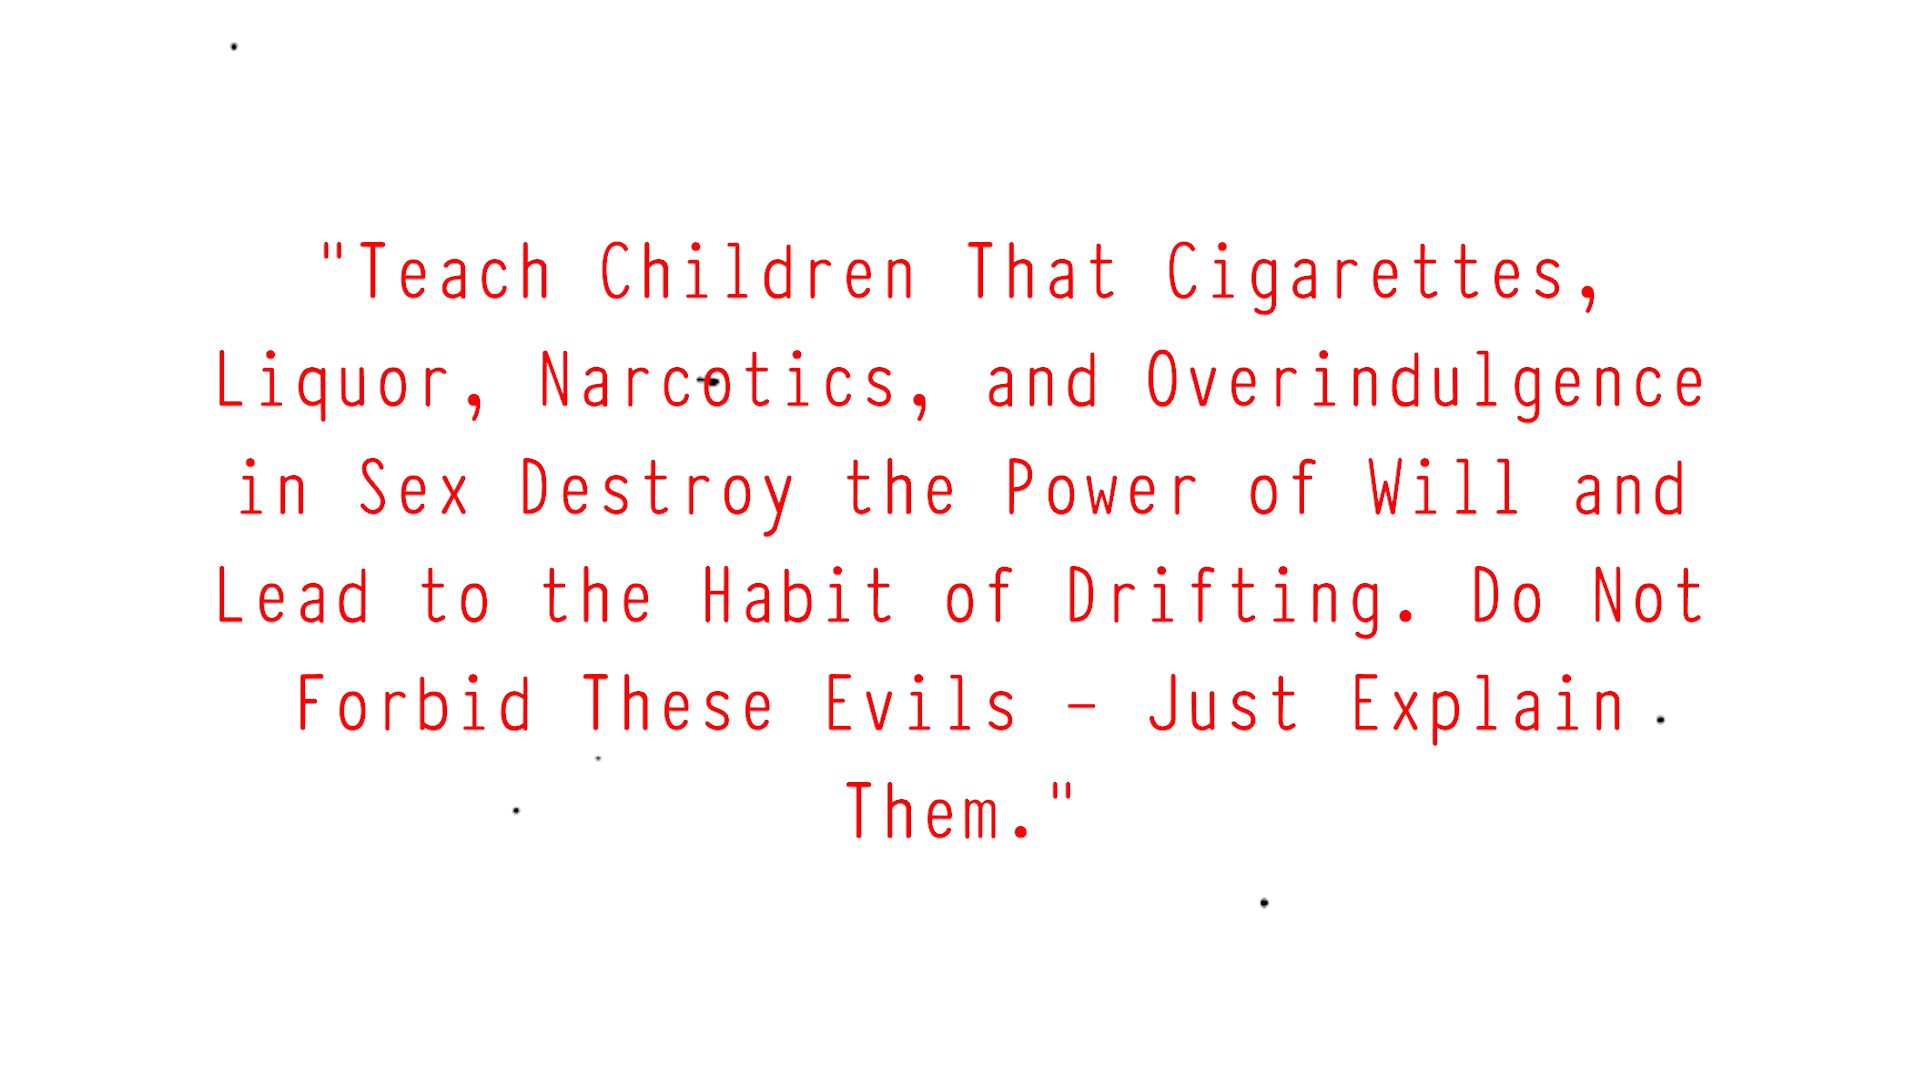 "Teach Children That Cigarettes,
Liquor, Narcotics, and Overindulgence
in Sex Destroy the Power of Will and
Lead to the Habit of Drifting. Do Not
Forbid These Evils – Just Explain
Them."